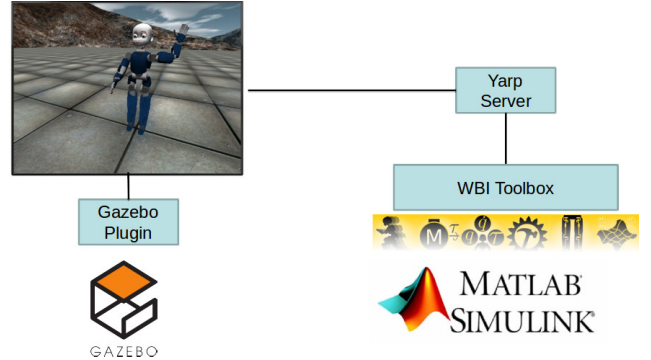 Yarp
Server
WBI Toolbox
Gazebo
Plugin
M
GAZEBO
MATLAB
SIMULINK®